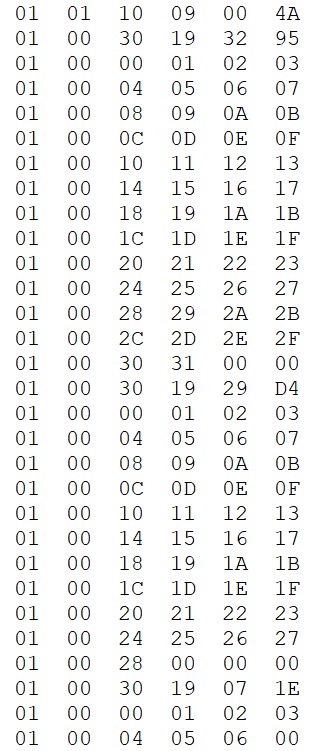 01 01 10 09 00 4A
01 00 30 19 32 95
01 00 00 01 02 03
01 00 04 05 06 07
01 00 08 09 0A 0B
01 00 0C 0D 0E 0F
01 00 10 11 12 13
01 00 14 15 16 17
01 00 18 19 1A 1B
01 00 1C 1D 1E 1F
01 00 20 21 22 23
01 00 24 25 26 27
01 00 28 29 2A 2B
01 00 2C 2D 2E 2F
01 00 30 31 00 00
01 00 30 19 29 D4
01 00 00 01 02 03
01 00 04 05 06 07
01 00 08 09 0A 0B
01 00 0C 0D 0E 0F
01 00 10 11 12 13
01 00 14 15 16 17
01 00 18 19 1A 1B
01 00 1C 1D 1E 1F
01 00 20 21 22 23
01 00 24 25 26 27
01 00 28 00 00 00
01 00 30 19 07 1E
01 00 00 01 02 03
01 00 04 05 06 00